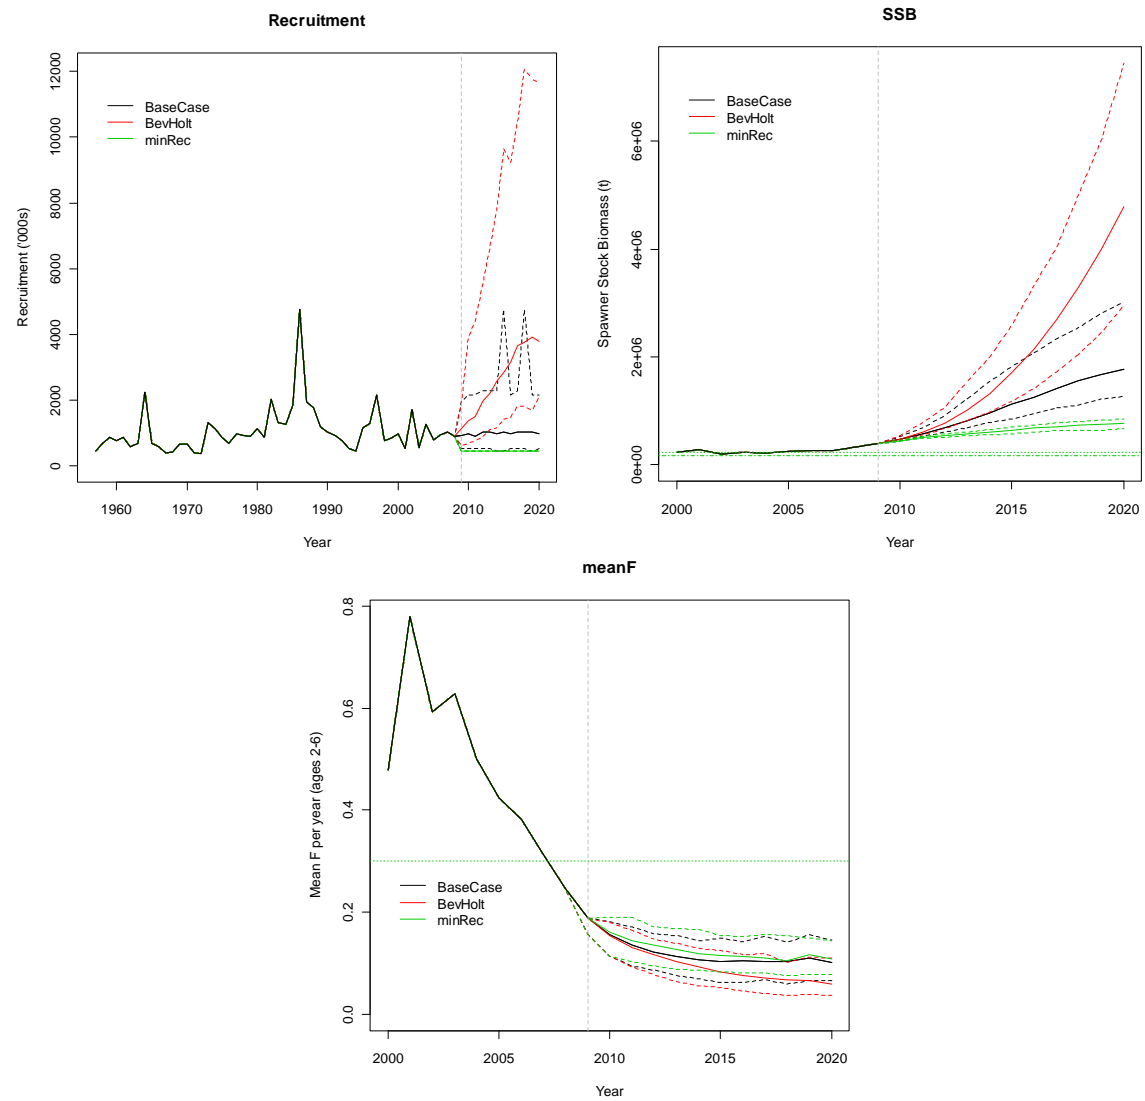 Recruitment
Recruitment ('000s)
12000
10000
8000
6000
4000
2000
0
BaseCase
BevHolt
minRec
1960 1970 1980 1990 2000 2010 2020
Year
SSB
Spawner Stock Biomass (t)
6e+06
4e+06
2e+06
0e+00
BaseCase
BevHolt
minRec
2000 2005 2010 2015 2020
Year
meanF
Mean F per year (ages 2-6)
0.8
0.6
0.4
0.2
0.0
BaseCase
BevHolt
minRec
2000 2005 2010 2015 2020
Year